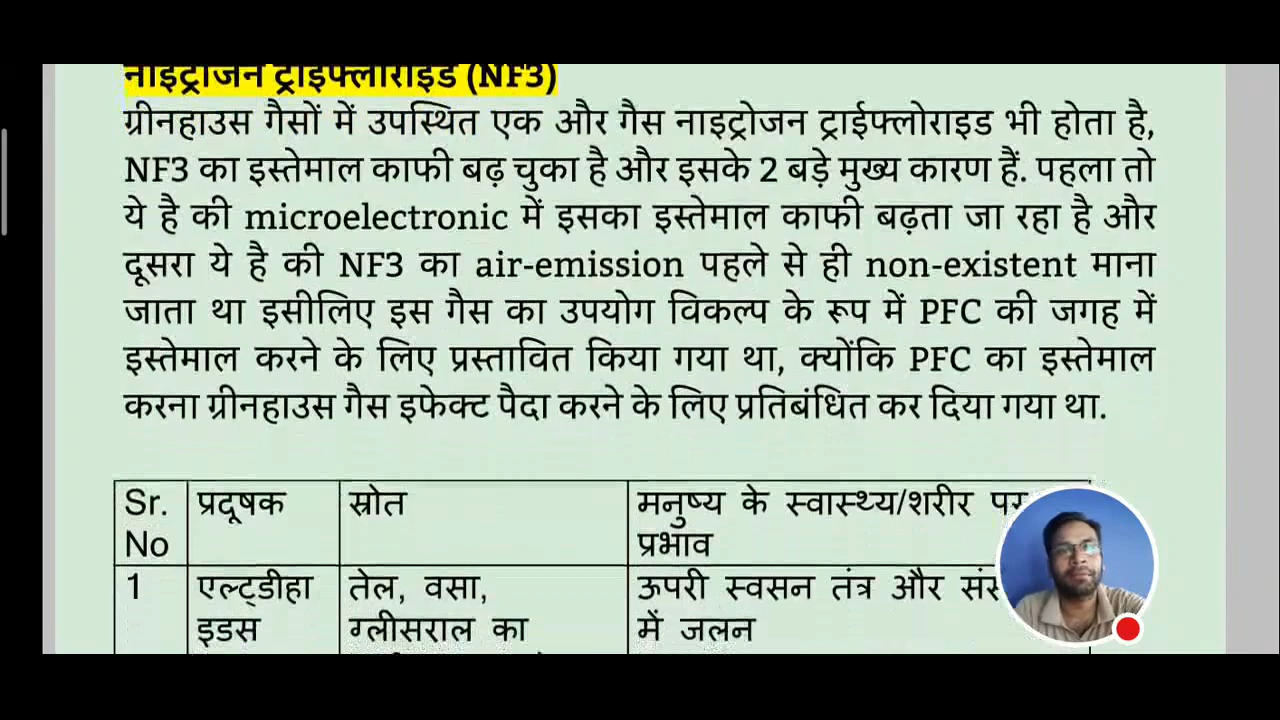 नाइट्रोजन ट्राइफ्लोराइड (NF3)
ग्रीनहाउस गैसों में उपस्थित एक और गैस नाइट्रोजन ट्राईफ्लोराइड भी होता है,
NF3 का इस्तेमाल काफी बढ़ चुका है और इसके 2 बड़े मुख्य कारण हैं. पहला तो
ये है की microelectronic में इसका इस्तेमाल काफी बढ़ता जा रहा है और
दूसरा ये है की NF3 का air-emission पहले से ही non-existent माना
जाता था इसीलिए इस गैस का उपयोग विकल्प के रूप में PFC की जगह में
इस्तेमाल करने के लिए प्रस्तावित किया गया था, क्योंकि PFC का इस्तेमाल
करना ग्रीनहाउस गैस इफेक्ट पैदा करने के लिए प्रतिबंधित कर दिया गया था.
Sr. No
प्रदूषक
स्रोत
मनुष्य के स्वास्थ्य/शरीर
प्रभाव
1
एल्ट्डीहा
इडस
तेल, वसा,
ग्लीसराल का
ऊपरी स्वसन तंत्र और
में जलन